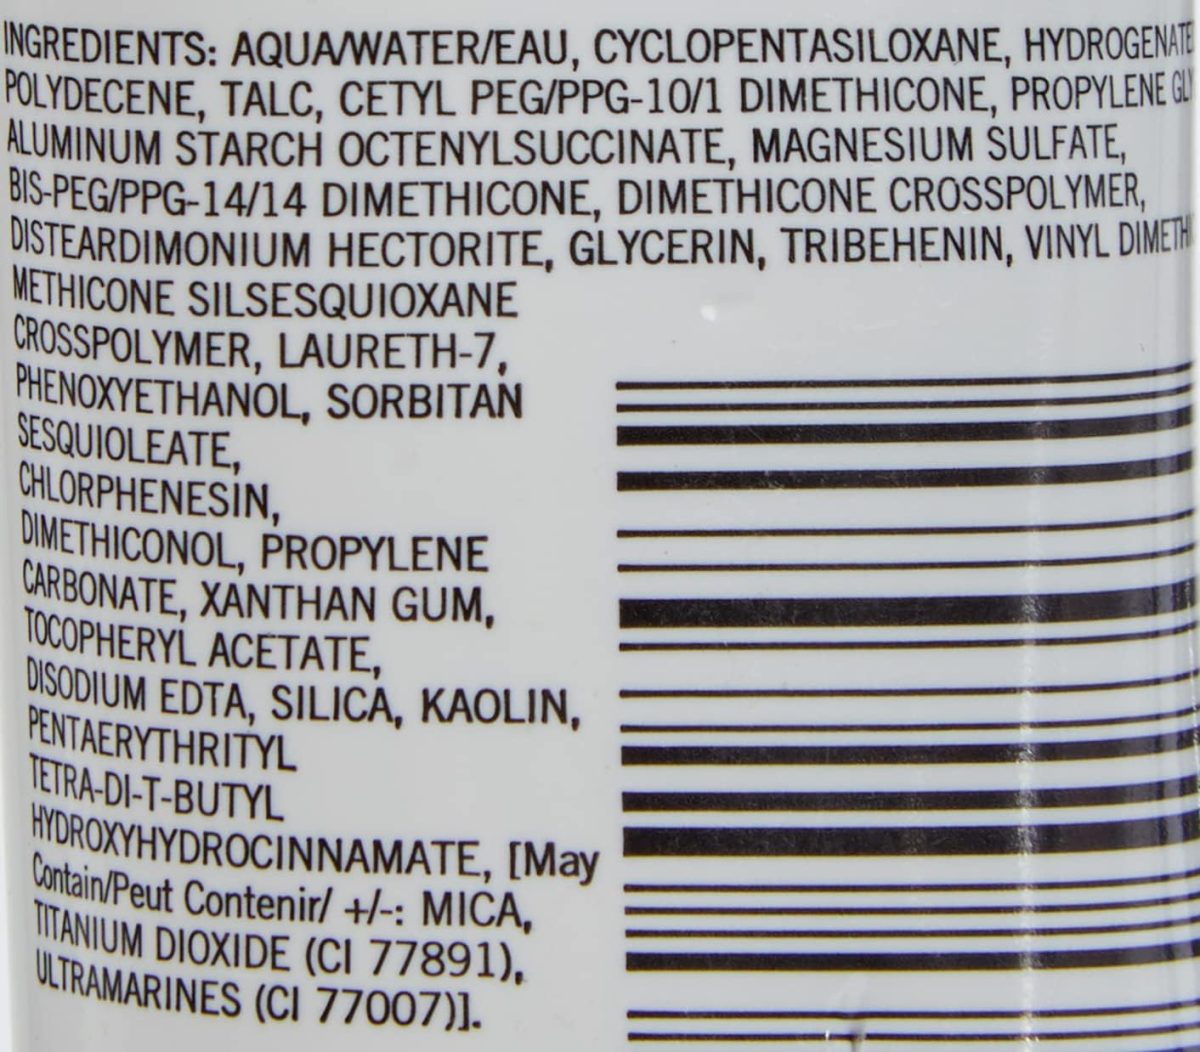 INGREDIENTS: AQUA/WATER/EAU, CYCLOPENTASILOXANE, HYDROGENATE
POLYDECENE, TALC, CETYL PEG/PPG-10/1 DIMETHICONE, PROPYLENE GLY
ALUMINUM STARCH OCTENYLSUCCINATE, MAGNESIUM SULFATE,
BIS-PEG/PPG-14/14 DIMETHICONE, DIMETHICONE CROSSPOLYMER,
DISTEARDIMONIUM HECTORITE, GLYCERIN, TRIBEHENIN, VINYL DIMETHI
METHICONE SILSESQUIOXANE
CROSSPOLYMER, LAURETH-7,
PHENOXYETHANOL, SORBITAN
SESQUIOLEATE,
CHLORPHENESIN,
DIMETHICONOL, PROPYLENE
CARBONATE, XANTHAN GUM,
TOCOPHERYL ACETATE,
DISODIUM EDTA, SILICA, KAOLIN,
PENTAERYTHRITYL
TETRA-DI-T-BUTYL
HYDROXYHYDROCINNAMATE, [May
Contain/Peut Contenir/ +/-: MICA,
TITANIUM DIOXIDE (CI 77891),
ULTRAMARINES (CI 77007)].